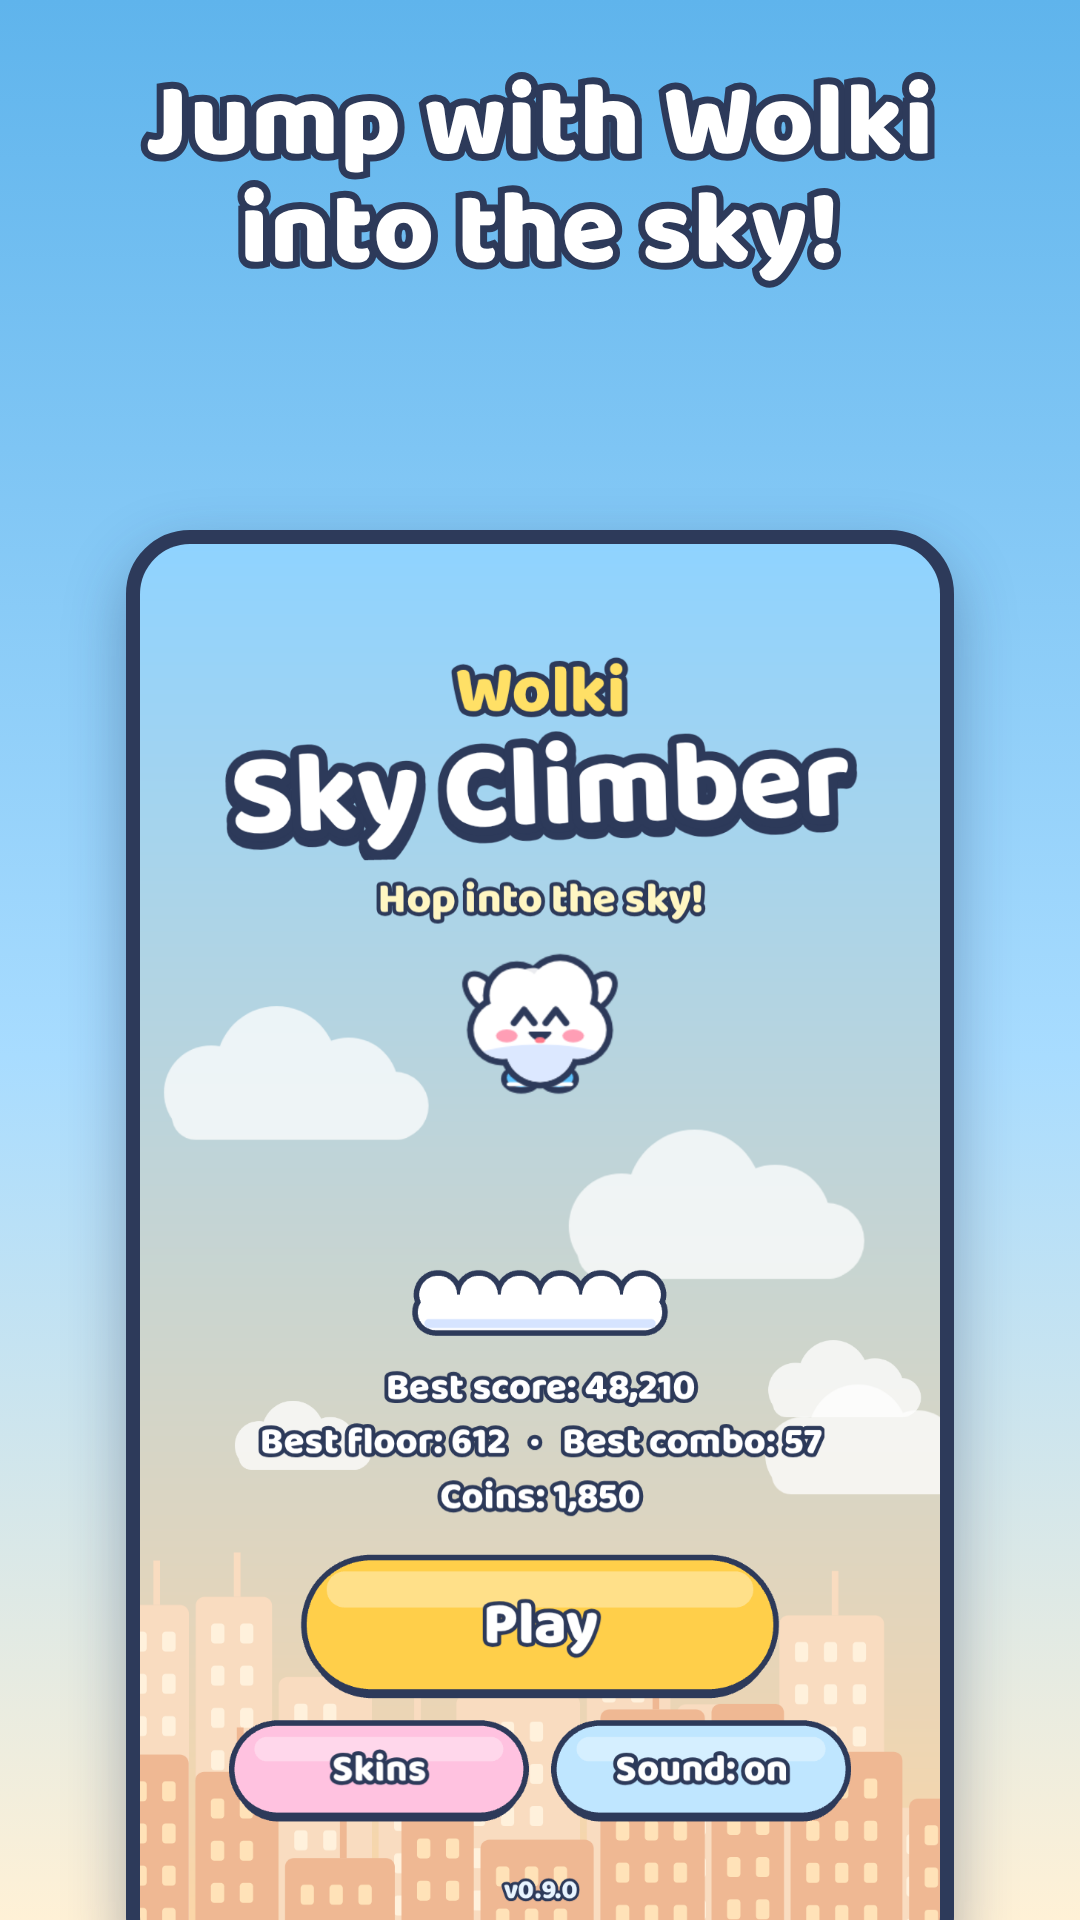 Jump with Wolki
into the sky!
Wolki
Sky Climber
Hop into the sky!
Best score: 48,210
Best floor: 612 • Best combo: 57
Coins: 1,850
Play
Skins
Sound: on
v0.9.0